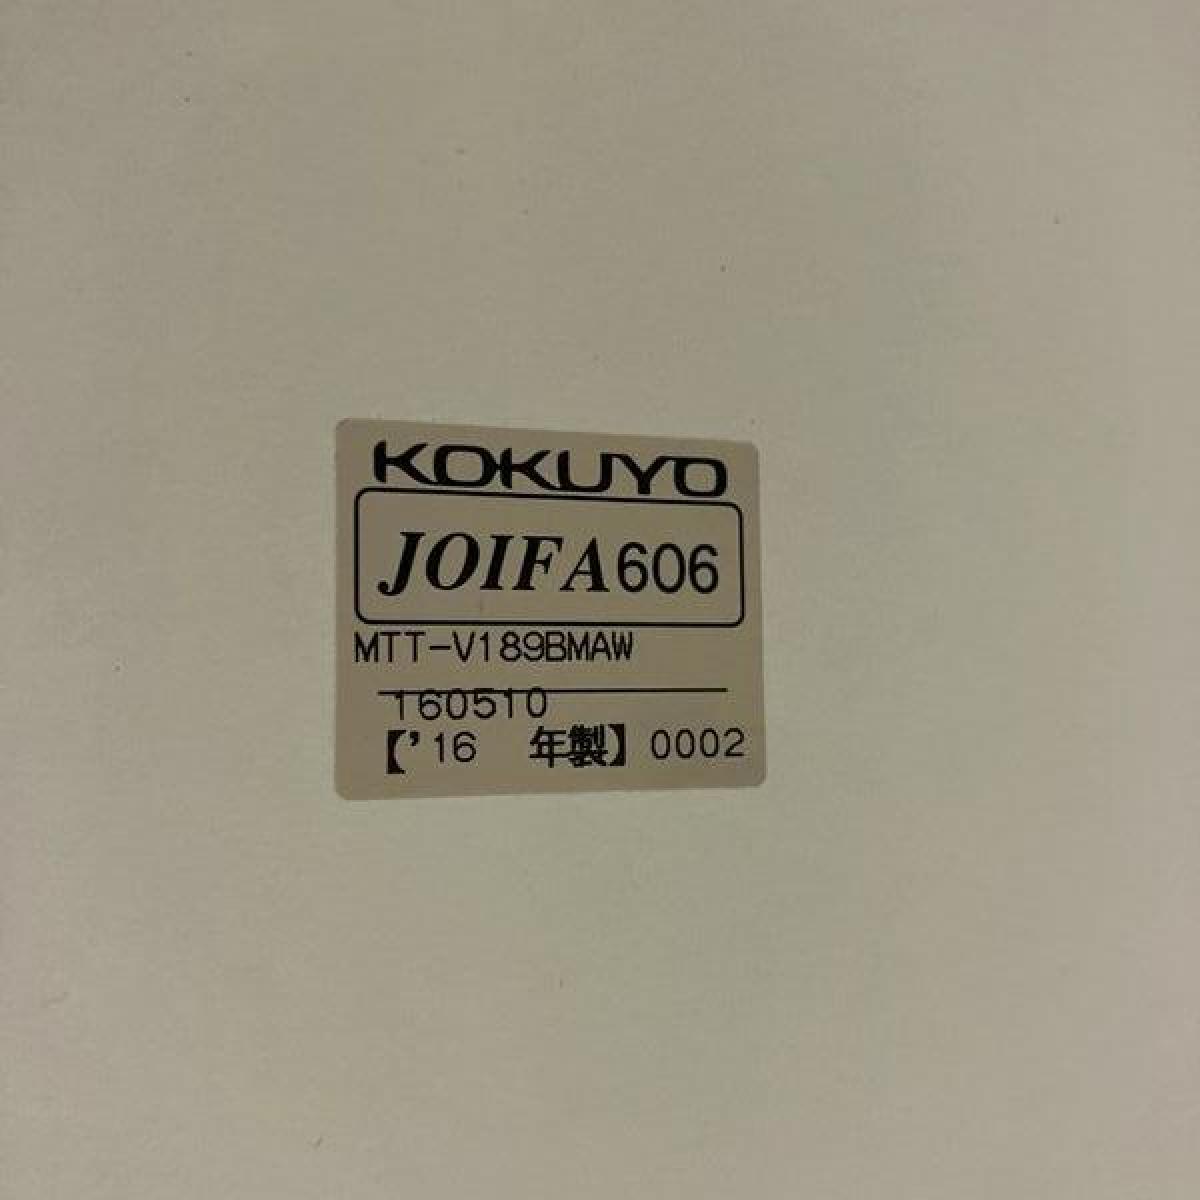 KOKUYO
JOIFA606
MTT-V189BMAW
160510
【’16 年製】0002